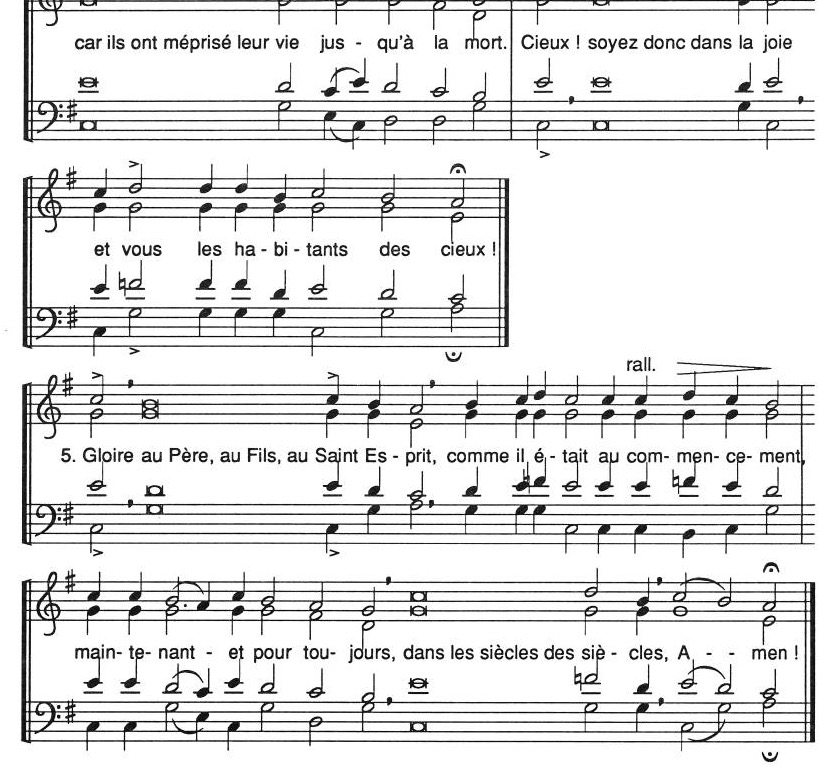 car ils ont méprisé leur vie jus - qu'à la mort. Cieux ! soyez donc dans la joie
et vous les ha - bi - tants des cieux !
rall.
5. Gloire au Père, au Fils, au Saint Es - prit, comme il é - tait au com- men- ce- ment,
main- te- nant - et pour tou- jours, dans les siècles des siè - cles, A - - men !